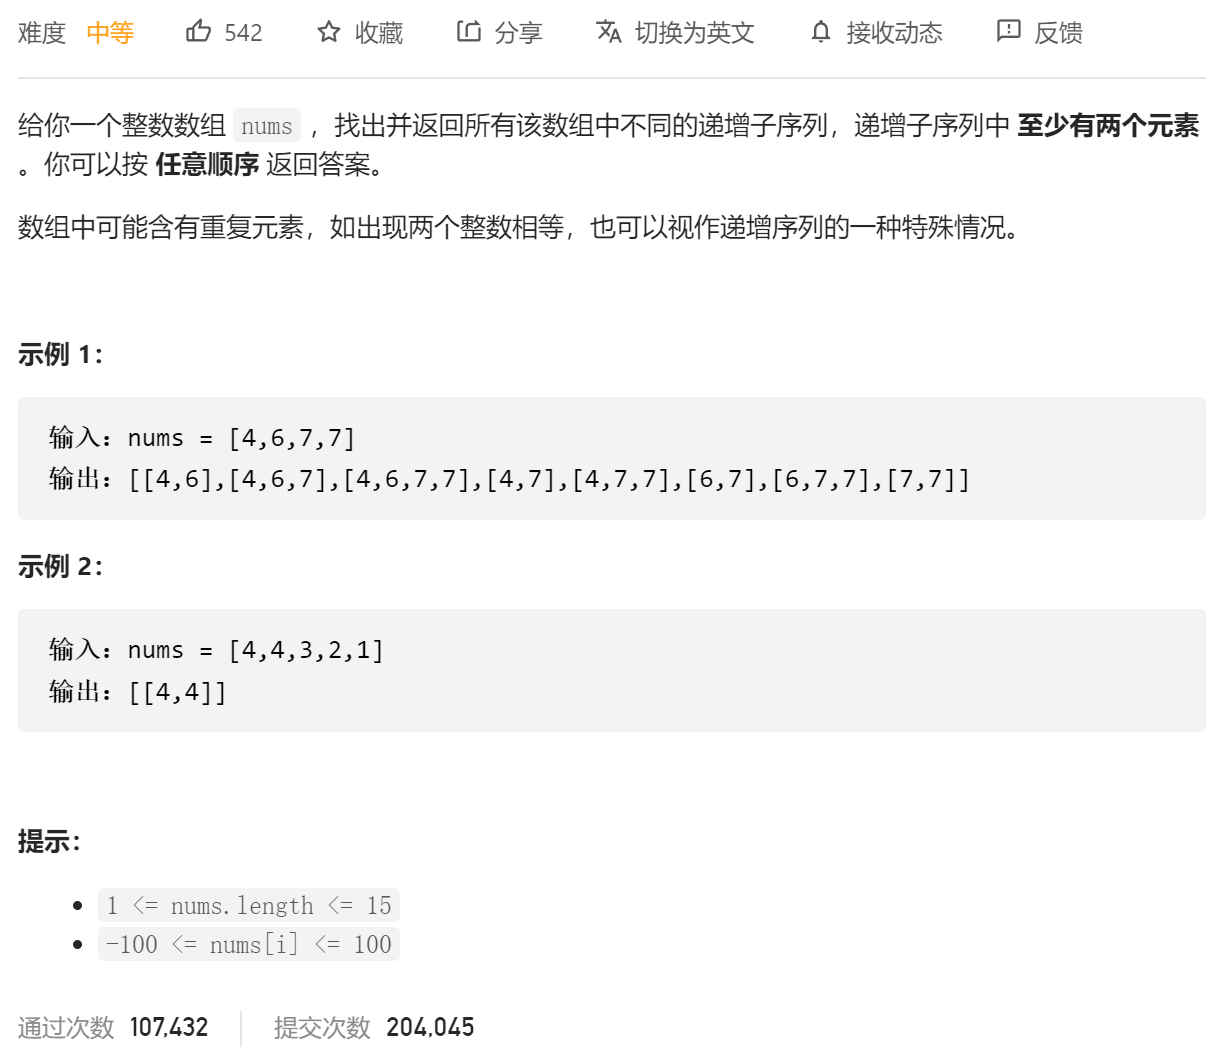 难度 中等 542 收藏 分享 切换为英文 接收动态 反馈
给你一个整数数组 nums ，找出并返回所有该数组中不同的递增子序列，递增子序列中 至少有两个元素
。你可以按 任意顺序 返回答案。
数组中可能含有重复元素，如出现两个整数相等，也可以视作递增序列的一种特殊情况。
示例 1：
输入：nums = [4,6,7,7]
输出：[[4,6],[4,6,7],[4,6,7,7],[4,7],[4,7,7],[6,7],[6,7,7],[7,7]]
示例 2：
输入：nums = [4,4,3,2,1]
输出：[[4,4]]
提示：
1 <= nums.length <= 15
-100 <= nums[i] <= 100
通过次数 107,432 提交次数 204,045